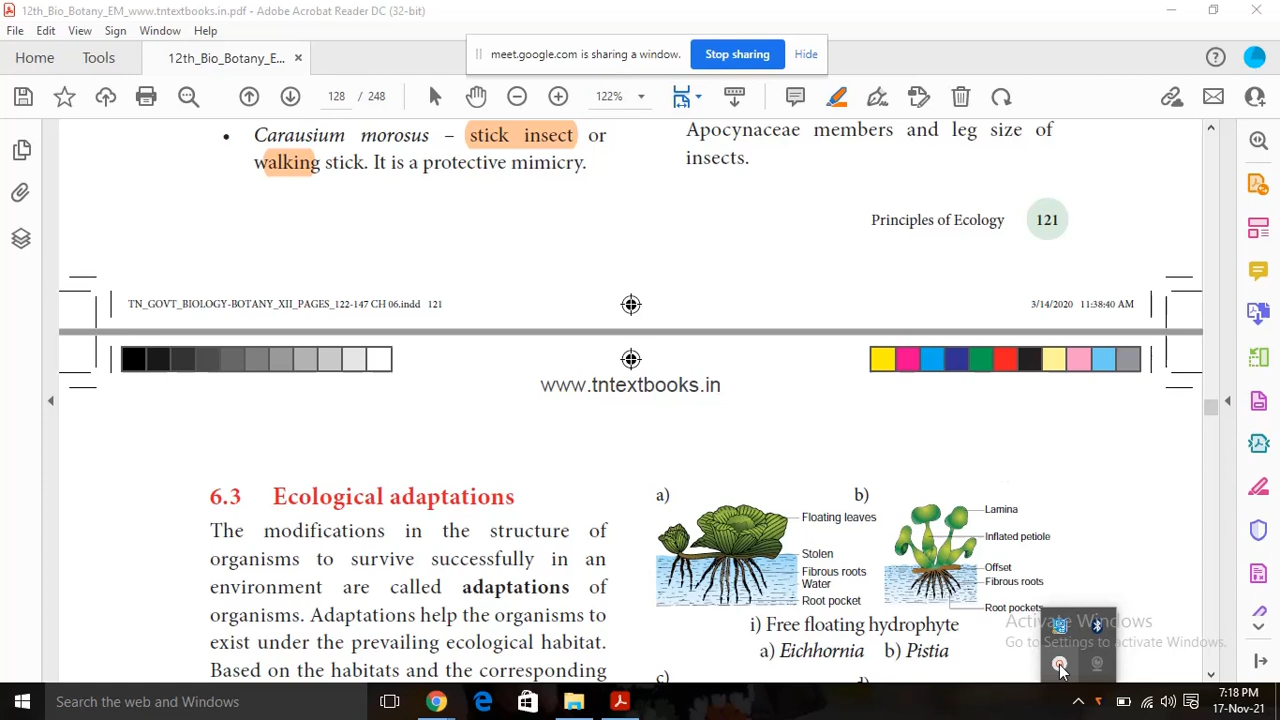 12th_Bio_Botany_EM_www.tntextbooks.in.pdf - Adobe Acrobat Reader DC (32-bit)
File Edit View Sign Window Help
meet.google.com is sharing a window. Stop sharing Hide
Home Tools 12th_Bio_Botany_E... ×
128 / 248 122%
• Carausium morosus – stick insect or
walking stick. It is a protective mimicry.
Apocynaceae members and leg size of
insects.
Principles of Ecology 121
TN_GOVT_BIOLOGY-BOTANY_XII_PAGES_122-147 CH 06.indd 121
3/14/2020 11:38:40 AM
www.tntextbooks.in
6.3 Ecological adaptations
The modifications in the structure of
organisms to survive successfully in an
environment are called adaptations of
organisms. Adaptations help the organisms to
exist under the prevailing ecological habitat.
Based on the habitats and the corresponding
a)
Floating leaves
Stolen
Fibrous roots
Water
Root pocket
b)
Lamina
Inflated petiole
Offset
Fibrous roots
Root pockets
i) Free floating hydrophyte
a) Eichhornia b) Pistia
c)
d)
Activate Windows
Go to Settings to activate Windows.
Search the web and Windows
7:18 PM
17-Nov-21